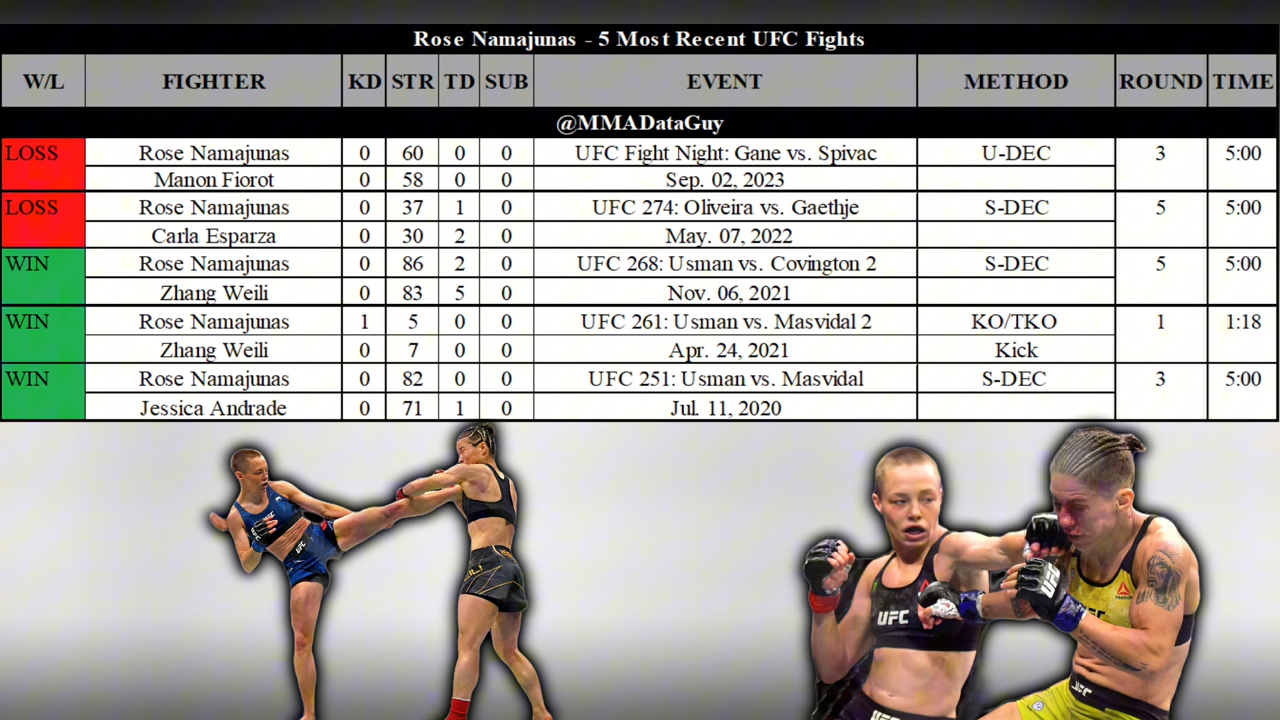 Rose Namajunas - 5 Most Recent UFC Fights
W/L FIGHTER KD STR TD SUB EVENT METHOD ROUND TIME
@MMADataGuy
LOSS Rose Namajunas 0 60 0 0 UFC Fight Night: Gane vs. Spivac U-DEC 3 5:00
Manon Fiorot 0 58 0 0 Sep. 02, 2023
LOSS Rose Namajunas 0 37 1 0 UFC 274: Oliveira vs. Gaethje S-DEC 5 5:00
Carla Esparza 0 30 2 0 May. 07, 2022
WIN Rose Namajunas 0 86 2 0 UFC 268: Usman vs. Covington 2 S-DEC 5 5:00
Zhang Weili 0 83 5 0 Nov. 06, 2021
WIN Rose Namajunas 1 5 0 0 UFC 261: Usman vs. Masvidal 2 KO/TKO 1 1:18
Zhang Weili 0 7 0 0 Apr. 24, 2021 Kick
WIN Rose Namajunas 0 82 0 0 UFC 251: Usman vs. Masvidal S-DEC 3 5:00
Jessica Andrade 0 71 1 0 Jul. 11, 2020
UFC
UFC
UFC
UFC